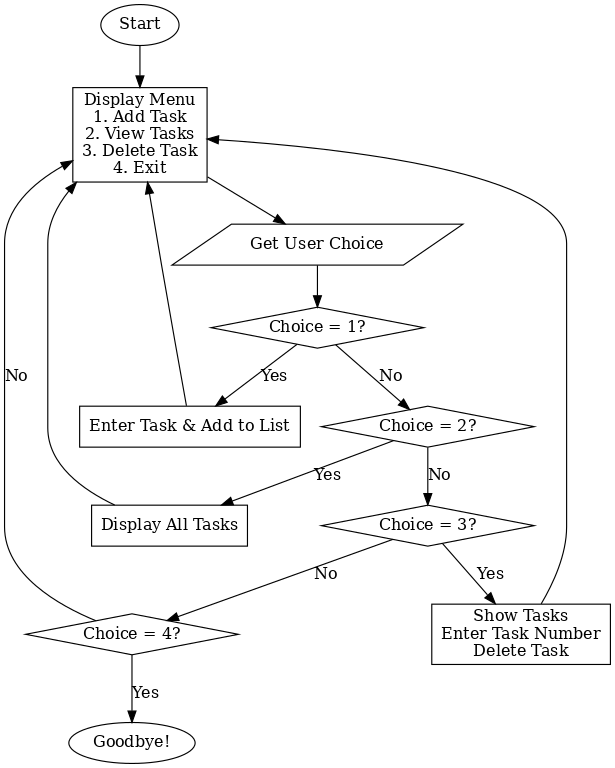 Start
Display Menu
1. Add Task
2. View Tasks
3. Delete Task
4. Exit
Get User Choice
Choice = 1?
Yes
No
Enter Task & Add to List
Choice = 2?
Yes
No
Display All Tasks
Choice = 3?
No
Yes
Show Tasks
Enter Task Number
Delete Task
Choice = 4?
No
Yes
Goodbye!